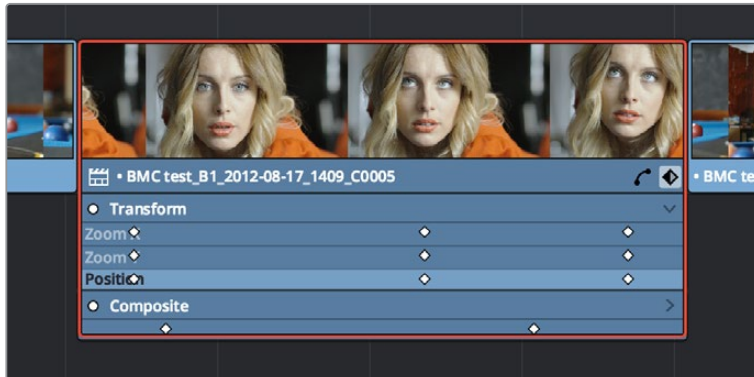 • BMC test_B1_2012-08-17_1409_C0005
• BMC te
Transform
Zoom
Zoom
Position
Composite